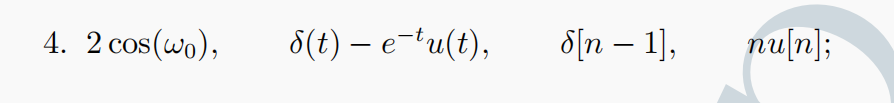 4. 2 cos(ω₀), δ(t) − e⁻ᵗu(t), δ[n − 1], nu[n];